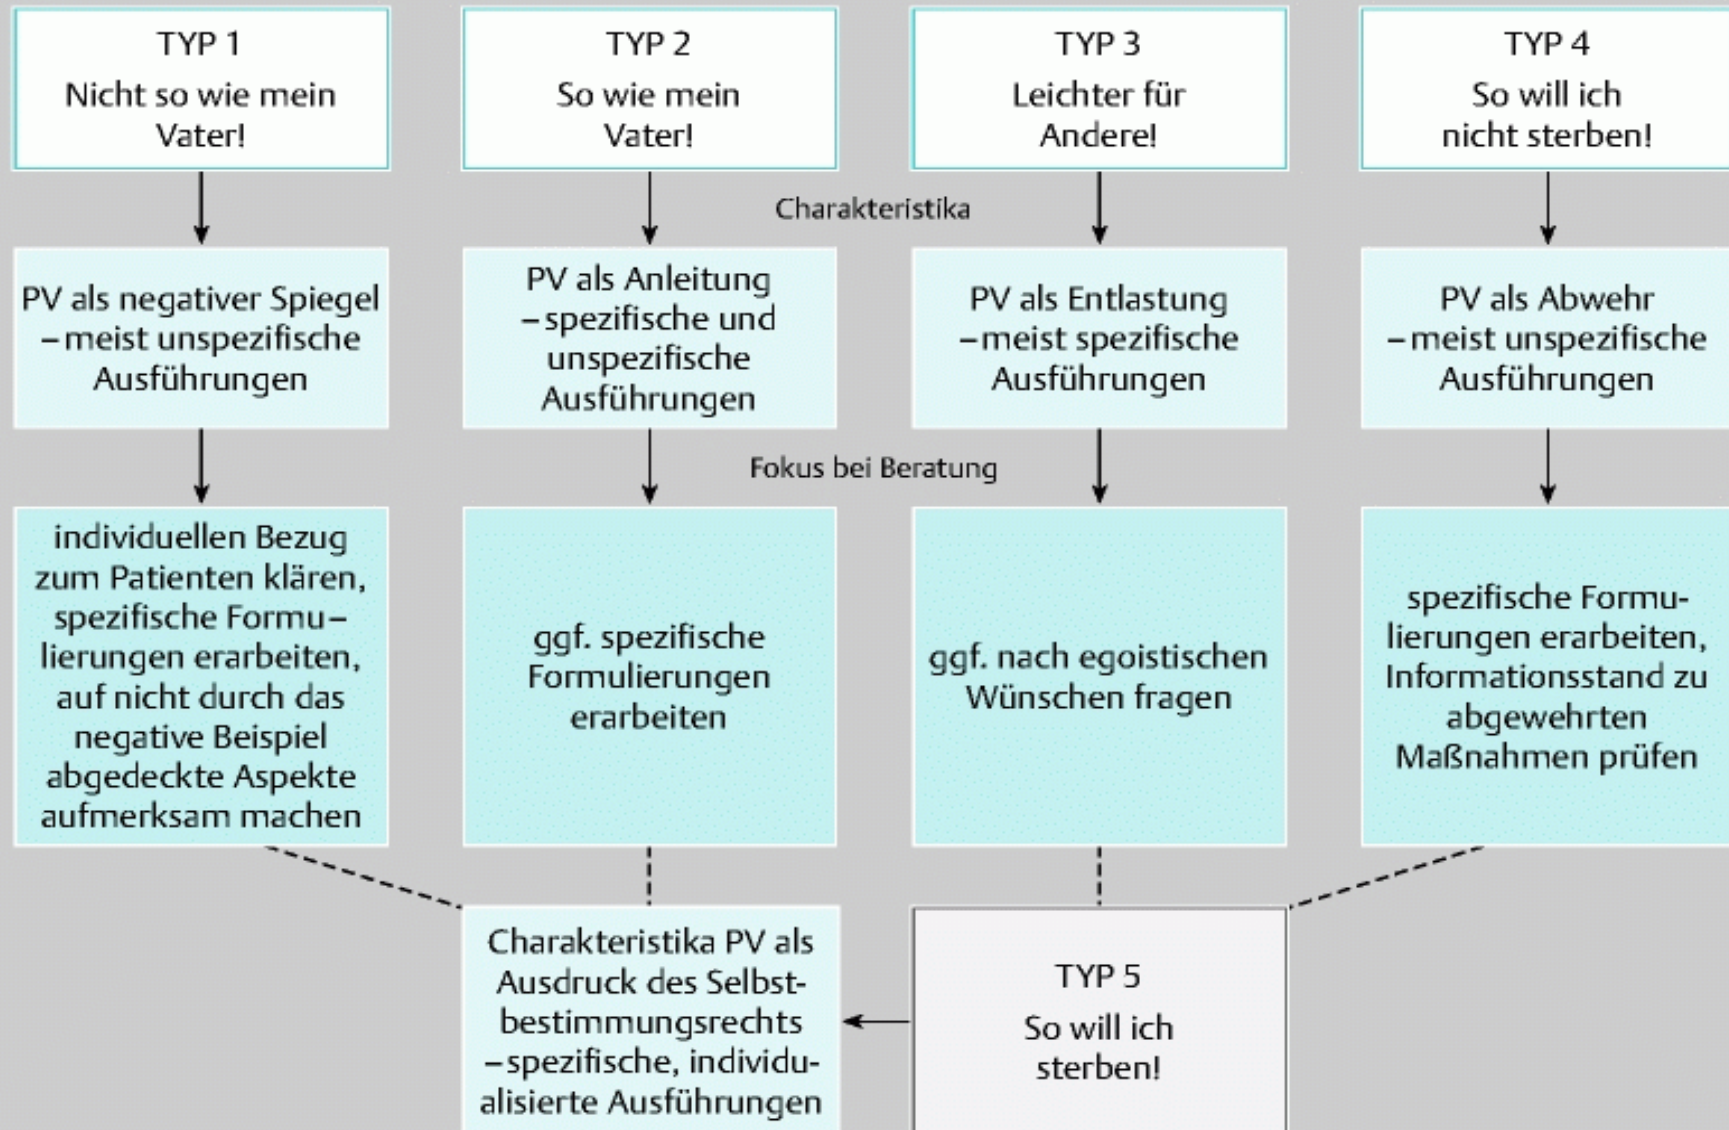 TYP 1
Nicht so wie mein
Vater!
TYP 2
So wie mein
Vater!
TYP 3
Leichter für
Andere!
TYP 4
So will ich
nicht sterben!
Charakteristika
PV als negativer Spiegel
– meist unspezifische
Ausführungen
PV als Anleitung
– spezifische und
unspezifische
Ausführungen
PV als Entlastung
– meist spezifische
Ausführungen
PV als Abwehr
– meist unspezifische
Ausführungen
Fokus bei Beratung
individuellen Bezug
zum Patienten klären,
spezifische Formu–
lierungen erarbeiten,
auf nicht durch das
negative Beispiel
abgedeckte Aspekte
aufmerksam machen
ggf. spezifische
Formulierungen
erarbeiten
ggf. nach egoistischen
Wünschen fragen
spezifische Formu-
lierungen erarbeiten,
Informationsstand zu
abgewehrten
Maßnahmen prüfen
Charakteristika PV als
Ausdruck des Selbst-
bestimmungsrechts
– spezifische, individu-
alisierte Ausführungen
TYP 5
So will ich
sterben!